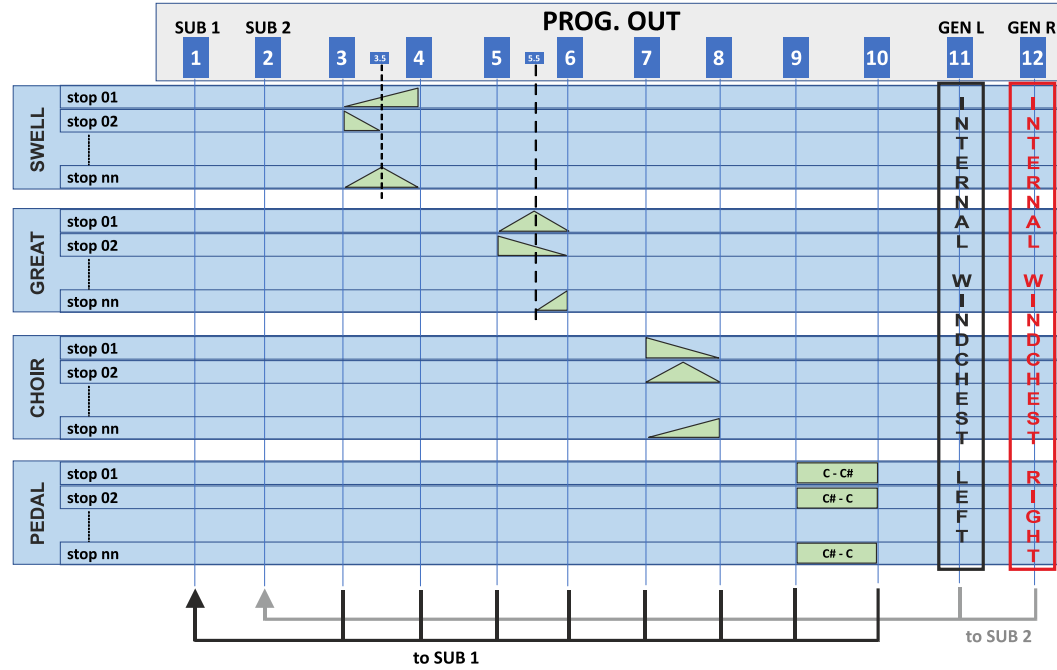 PROG. OUT
SUB 1 SUB 2 GEN L GEN R
1 2 3 3.5 4 5 5.5 6 7 8 9 10 11 12
SWELL
stop 01
stop 02
stop nn
GREAT
stop 01
stop 02
stop nn
CHOIR
stop 01
stop 02
stop nn
PEDAL
stop 01 C - C#
stop 02 C# - C
stop nn C# - C
INTERNAL WINDCHEST LEFT
INTERNAL WINDCHEST RIGHT
to SUB 2
to SUB 1